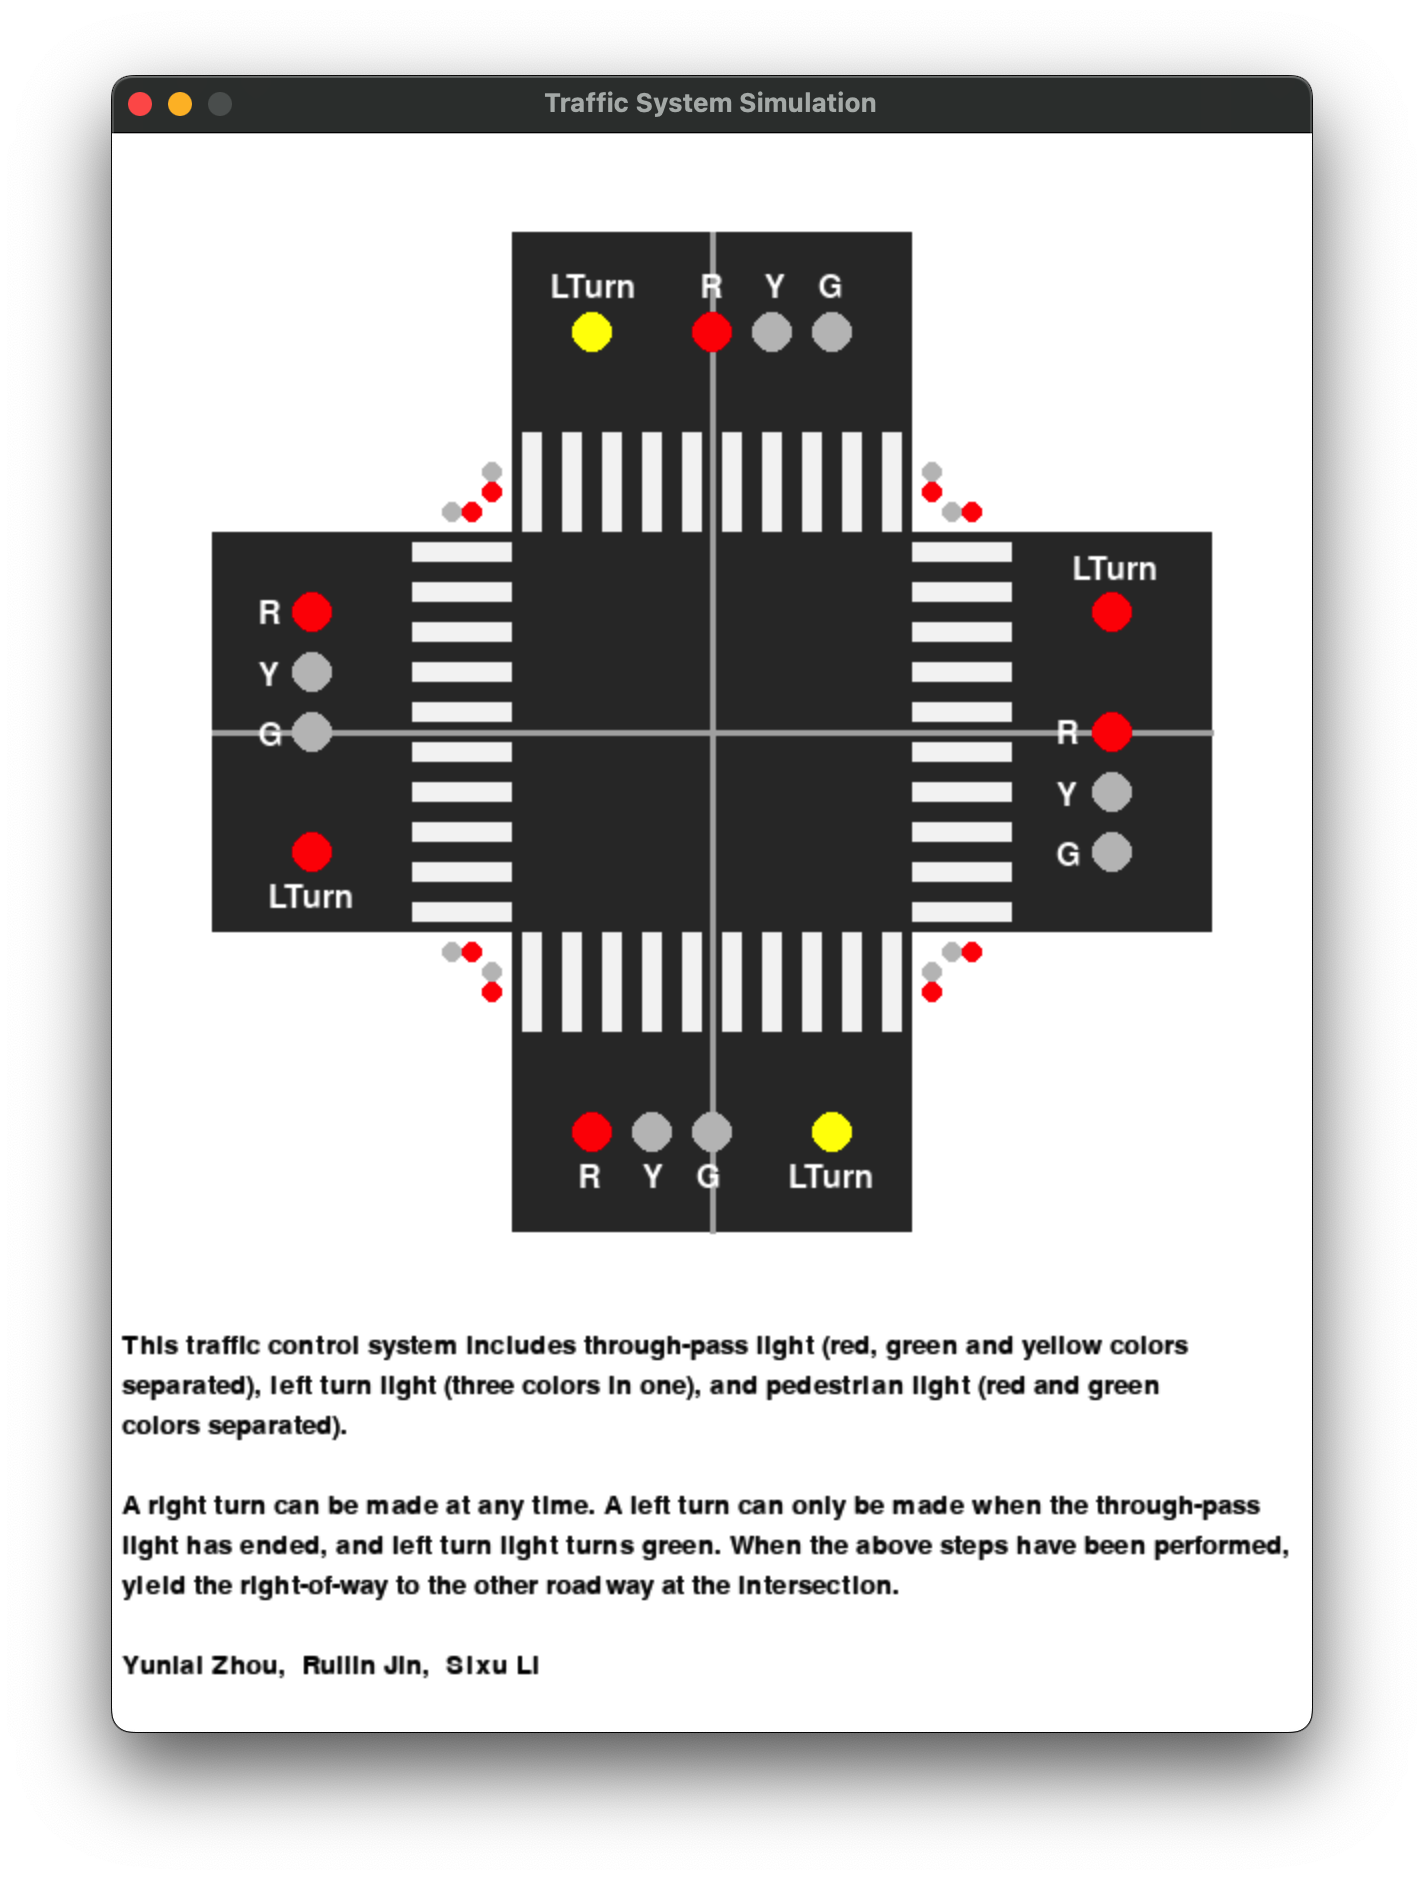 Traffic System Simulation
LTurn R Y G
LTurn
R
Y
G
R
Y
G
LTurn
R Y G LTurn
This traffic control system includes through-pass light (red, green and yellow colors
separated), left turn light (three colors in one), and pedestrian light (red and green
colors separated).
A right turn can be made at any time. A left turn can only be made when the through-pass
light has ended, and left turn light turns green. When the above steps have been performed,
yield the right-of-way to the other roadway at the intersection.
Yuniai Zhou, Ruilin Jin, Sixu Li